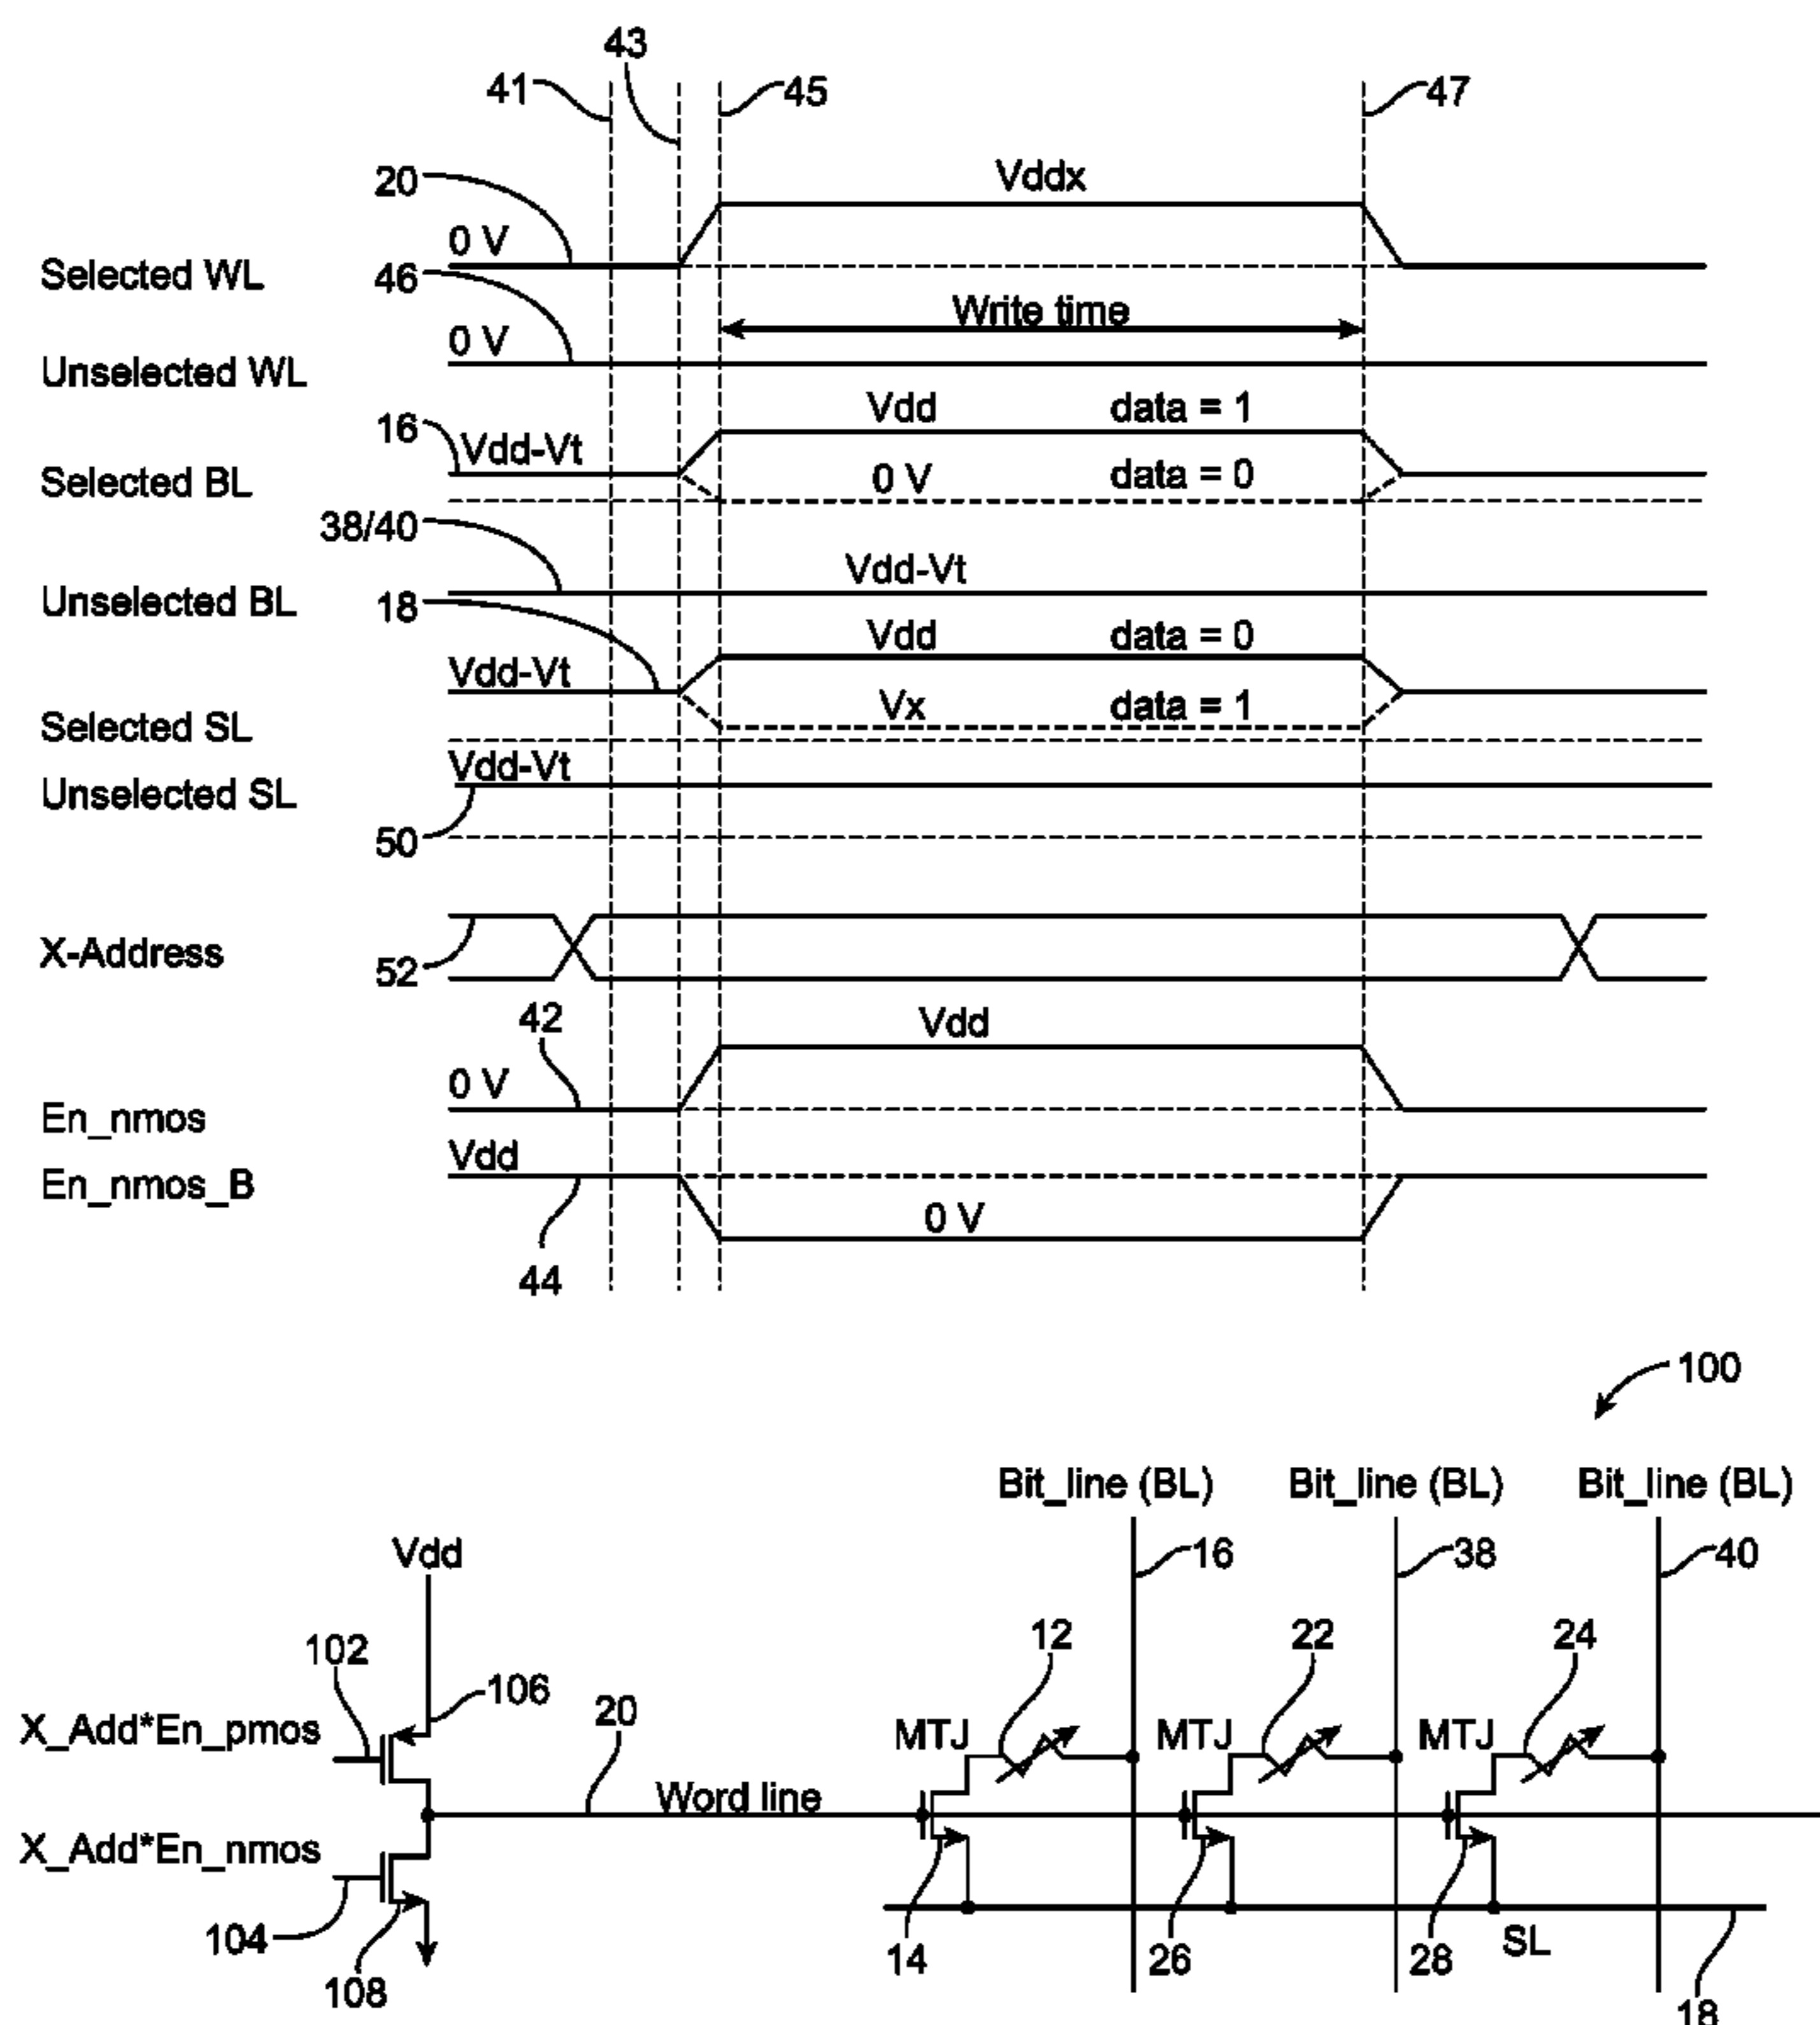 43
41
45
47
Vddx
20
0 V
Selected WL
46
Write time
0 V
Unselected WL
Vdd data = 1
16
Vdd-Vt
Selected BL
0 V data = 0
38/40
Vdd-Vt
Unselected BL
18
Vdd data = 0
Vdd-Vt
Vx data = 1
Selected SL
Vdd-Vt
Unselected SL
50
X-Address
52
42
Vdd
0 V
En_nmos
Vdd
En_nmos_B
0 V
44
100
Bit_line (BL) Bit_line (BL) Bit_line (BL)
Vdd
16
38
40
102
12
22
24
106
20
X_Add*En_pmos
MTJ
MTJ
MTJ
Word line
X_Add*En_nmos
104
108
14
26
28
SL
18